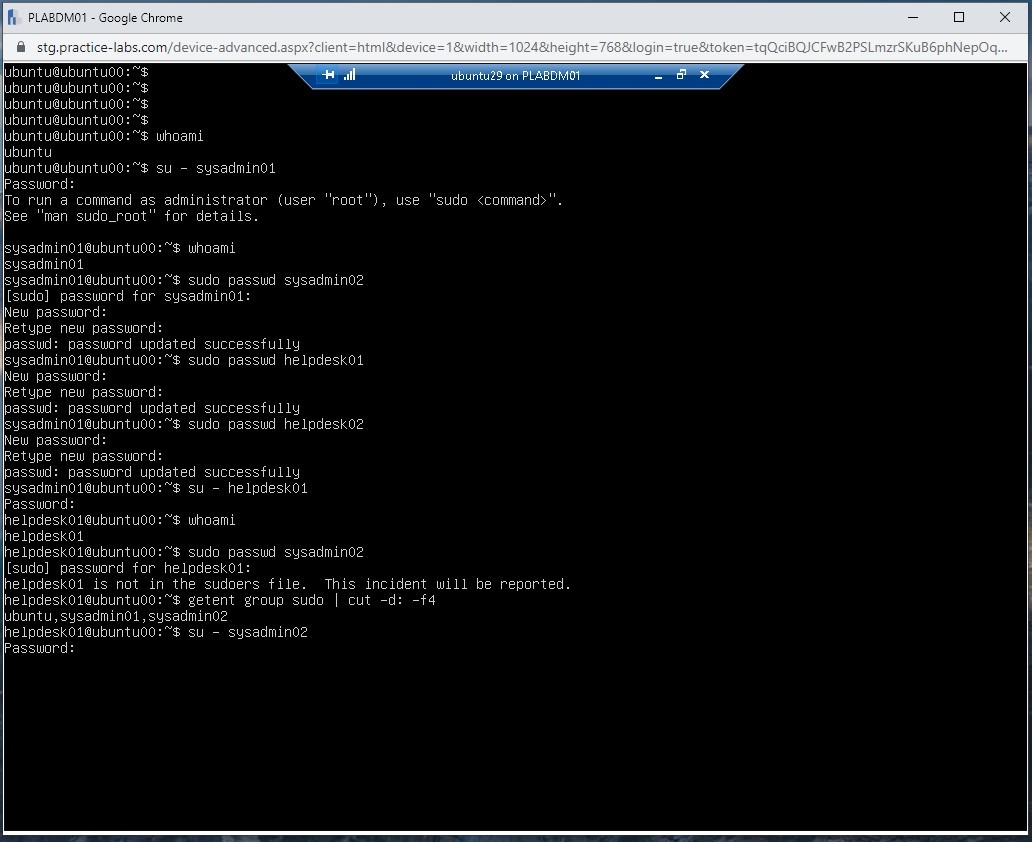 PLABDM01 - Google Chrome
stg.practice-labs.com/device-advanced.aspx?client=html&device=1&width=1024&height=768&login=true&token=tqQciBQJCFwB2PSLmzrSKuB6phNepOq...
ubuntu29 on PLABDM01
ubuntu@ubuntu00:~$
ubuntu@ubuntu00:~$
ubuntu@ubuntu00:~$
ubuntu@ubuntu00:~$
ubuntu@ubuntu00:~$ whoami
ubuntu
ubuntu@ubuntu00:~$ su - sysadmin01
Password:
To run a command as administrator (user "root"), use "sudo <command>".
See "man sudo_root" for details.
sysadmin01@ubuntu00:~$ whoami
sysadmin01
sysadmin01@ubuntu00:~$ sudo passwd sysadmin02
[sudo] password for sysadmin01:
New password:
Retype new password:
passwd: password updated successfully
sysadmin01@ubuntu00:~$ sudo passwd helpdesk01
New password:
Retype new password:
passwd: password updated successfully
sysadmin01@ubuntu00:~$ sudo passwd helpdesk02
New password:
Retype new password:
passwd: password updated successfully
sysadmin01@ubuntu00:~$ su - helpdesk01
Password:
helpdesk01@ubuntu00:~$ whoami
helpdesk01
helpdesk01@ubuntu00:~$ sudo passwd sysadmin02
[sudo] password for helpdesk01:
helpdesk01 is not in the sudoers file.  This incident will be reported.
helpdesk01@ubuntu00:~$ getent group sudo | cut -d: -f4
ubuntu,sysadmin01,sysadmin02
helpdesk01@ubuntu00:~$ su - sysadmin02
Password: